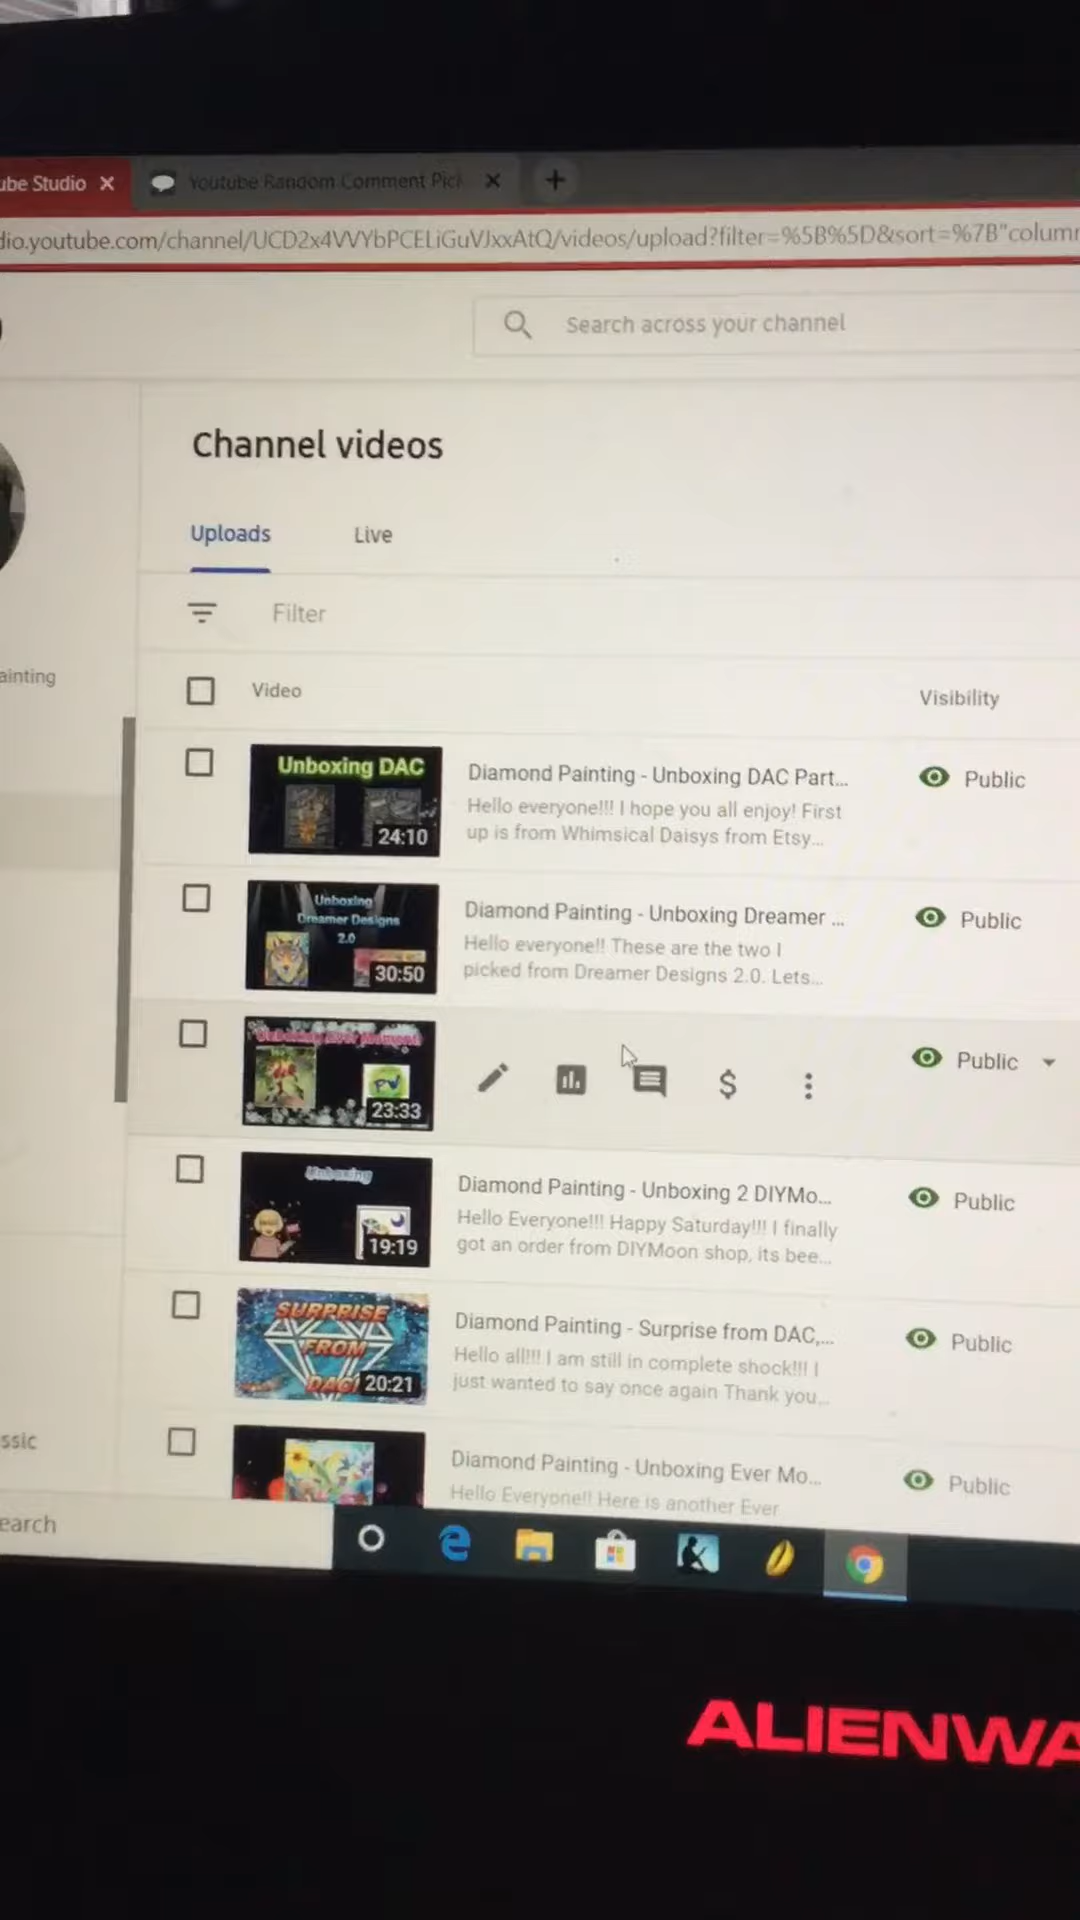 ube Studio
Youtube Random Comment Pic
dio.youtube.com/channel/UCD2x4VVYbPCELiGuVJxxAtQ/videos/upload?filter=%5B%5D&sort=%7B"column
Search across your channel
Channel videos
Uploads Live
Filter
ainting
Video Visibility
Unboxing DAC
24:10
Diamond Painting - Unboxing DAC Part...
Hello everyone!!! I hope you all enjoy! First
up is from Whimsical Daisys from Etsy...
Public
Unboxing
Dreamer Designs
2.0
30:50
Diamond Painting - Unboxing Dreamer ...
Hello everyone!! These are the two I
picked from Dreamer Designs 2.0. Lets...
Public
Unboxing Ever Moment
23:33
$
Public
Unboxing
19:19
Diamond Painting - Unboxing 2 DIYMo...
Hello Everyone!!! Happy Saturday!!! I finally
got an order from DIYMoon shop, its bee...
Public
SURPRISE
FROM
DAC!
20:21
Diamond Painting - Surprise from DAC,...
Hello all!!! I am still in complete shock!!! I
just wanted to say once again Thank you...
Public
ssic
Diamond Painting - Unboxing Ever Mo...
Hello Everyone!! Here is another Ever
Public
earch
ALIENWA